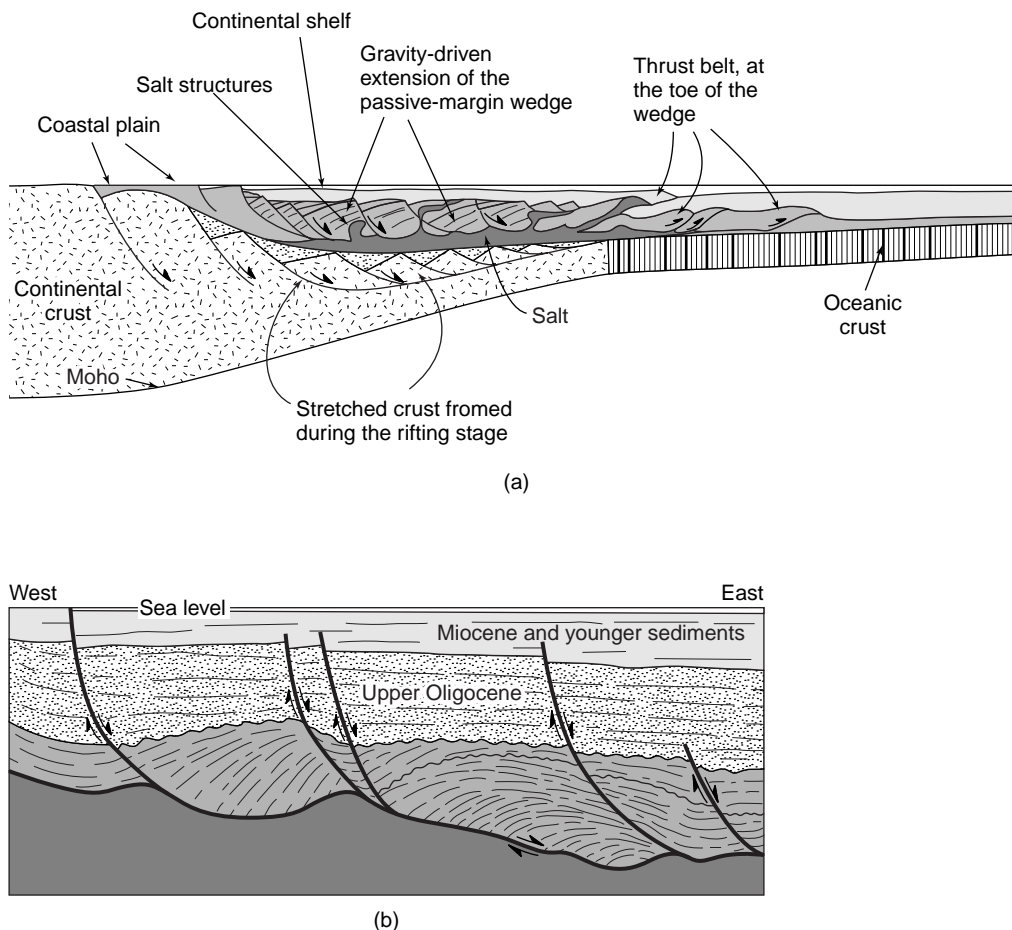 Continental shelf
Gravity-driven
extension of the
passive-margin wedge
Thrust belt, at
the toe of the
wedge
Salt structures
Coastal plain
Continental
crust
Salt
Oceanic
crust
Moho
Stretched crust fromed
during the rifting stage
(a)
West
East
Sea level
Miocene and younger sediments
Upper Oligocene
(b)